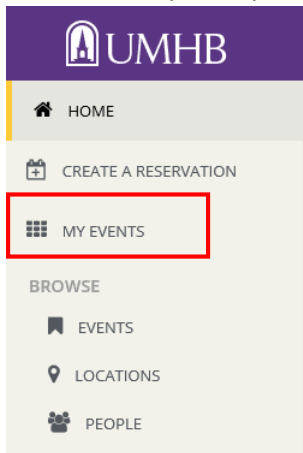 UMHB
HOME
CREATE A RESERVATION
MY EVENTS
BROWSE
EVENTS
LOCATIONS
PEOPLE